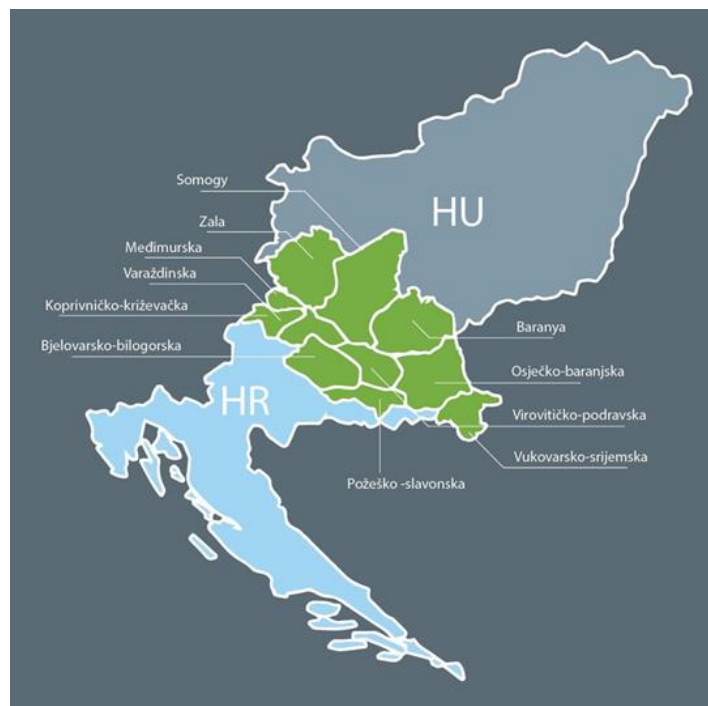 Somogy
HU
Zala
Međimurska
Varaždinska
Koprivničko-križevačka
Baranya
Bjelovarsko-bilogorska
Osječko-baranjska
HR
Virovitičko-podravska
Vukovarsko-srijemska
Požeško -slavonska